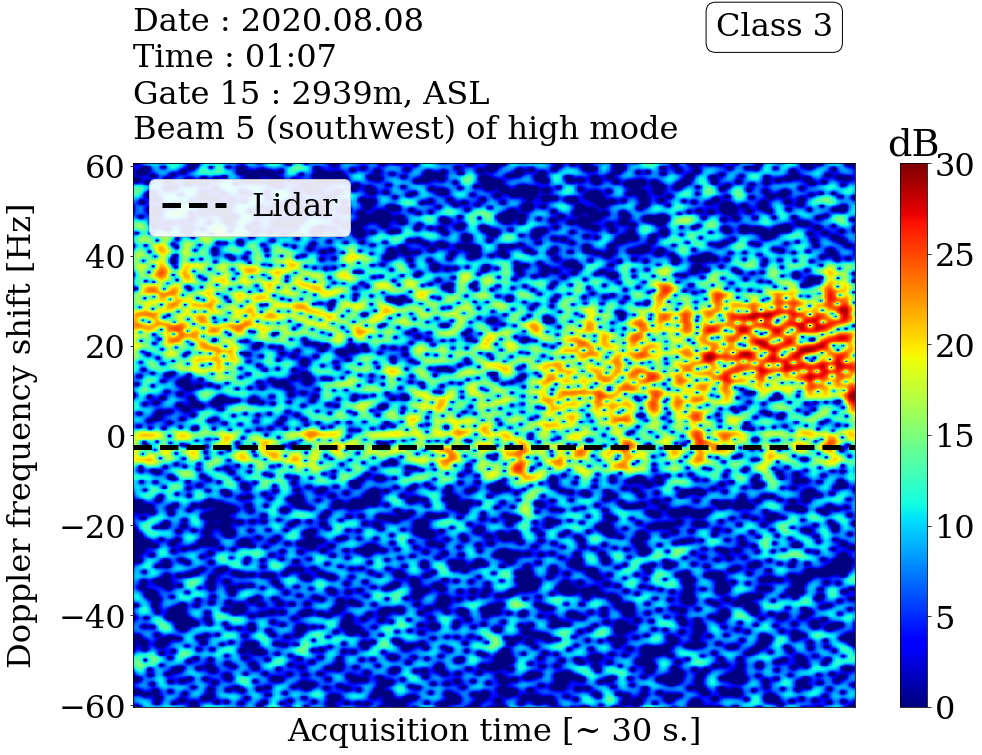 Date : 2020.08.08
Time : 01:07
Gate 15 : 2939m, ASL
Beam 5 (southwest) of high mode
Class 3
dB
Lidar
Doppler frequency shift [Hz]
60
40
20
0
−20
−40
−60
30
25
20
15
10
5
0
Acquisition time [~ 30 s.]